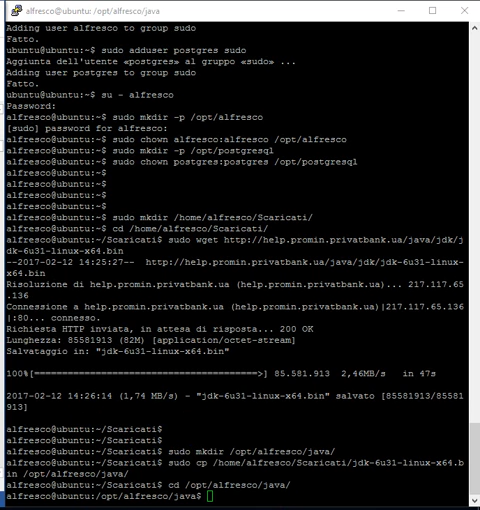 alfresco@ubuntu: /opt/alfresco/java
Adding user alfresco to group sudo
Fatto.
ubuntu@ubuntu:~$ sudo adduser postgres sudo
Aggiunta dell'utente «postgres» al gruppo «sudo» ...
Adding user postgres to group sudo
Fatto.
ubuntu@ubuntu:~$ su - alfresco
Password:
alfresco@ubuntu:~$ sudo mkdir -p /opt/alfresco
[sudo] password for alfresco:
alfresco@ubuntu:~$ sudo chown alfresco:alfresco /opt/alfresco
alfresco@ubuntu:~$ sudo mkdir -p /opt/postgresql
alfresco@ubuntu:~$ sudo chown postgres:postgres /opt/postgresql
alfresco@ubuntu:~$
alfresco@ubuntu:~$
alfresco@ubuntu:~$
alfresco@ubuntu:~$
alfresco@ubuntu:~$ sudo mkdir /home/alfresco/Scaricati/
alfresco@ubuntu:~$ cd /home/alfresco/Scaricati/
alfresco@ubuntu:~/Scaricati$ sudo wget http://help.promin.privatbank.ua/java/jdk/j
dk-6u31-linux-x64.bin
--2017-02-12 14:25:27--  http://help.promin.privatbank.ua/java/jdk/jdk-6u31-linux-
x64.bin
Risoluzione di help.promin.privatbank.ua (help.promin.privatbank.ua)... 217.117.65
.136
Connessione a help.promin.privatbank.ua (help.promin.privatbank.ua)|217.117.65.136
|:80... connesso.
Richiesta HTTP inviata, in attesa di risposta... 200 OK
Lunghezza: 85581913 (82M) [application/octet-stream]
Salvataggio in: "jdk-6u31-linux-x64.bin"
100%[==========================================>] 85.581.913  2,46MB/s   in 47s
2017-02-12 14:26:14 (1,74 MB/s) - "jdk-6u31-linux-x64.bin" salvato [85581913/85581
913]
alfresco@ubuntu:~/Scaricati$
alfresco@ubuntu:~/Scaricati$
alfresco@ubuntu:~/Scaricati$ sudo mkdir /opt/alfresco/java/
alfresco@ubuntu:~/Scaricati$ sudo cp /home/alfresco/Scaricati/jdk-6u31-linux-x64.b
in /opt/alfresco/java/
alfresco@ubuntu:~/Scaricati$ cd /opt/alfresco/java/
alfresco@ubuntu:/opt/alfresco/java$